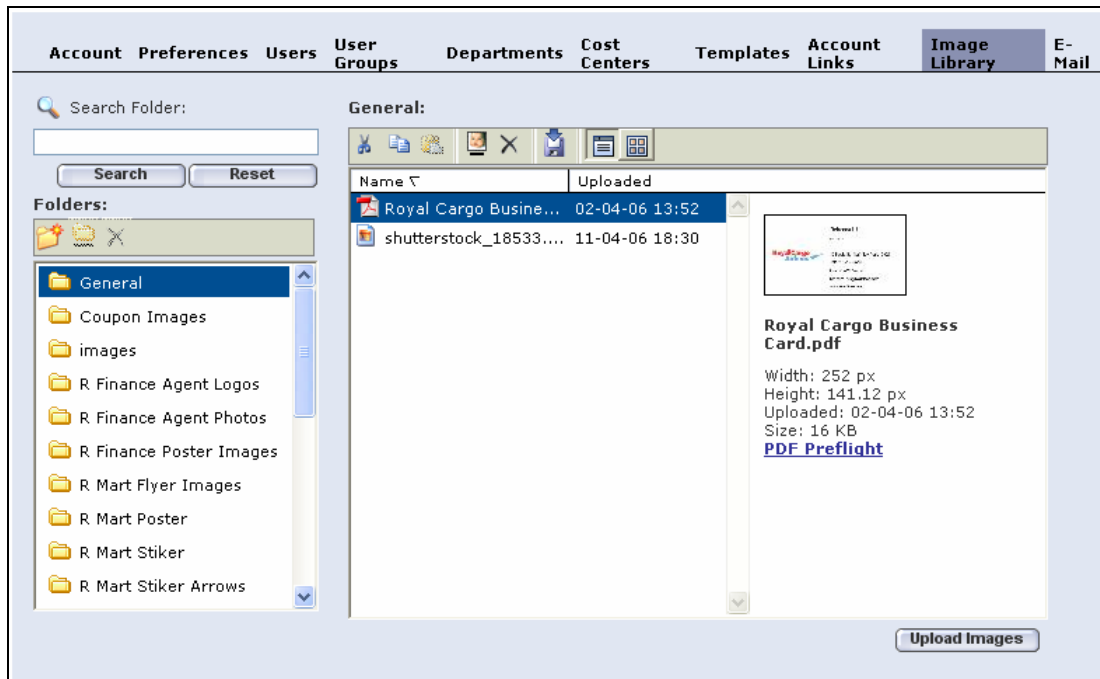 Account Preferences Users User Groups Departments Cost Centers Templates Account Links Image Library E-Mail
Search Folder:
Search Reset
Folders:
General
Coupon Images
images
R Finance Agent Logos
R Finance Agent Photos
R Finance Poster Images
R Mart Flyer Images
R Mart Poster
R Mart Stiker
R Mart Stiker Arrows
General:
Name Uploaded
Royal Cargo Busine... 02-04-06 13:52
shutterstock_18533.... 11-04-06 18:30
Royal Cargo Business
Card.pdf
Width: 252 px
Height: 141.12 px
Uploaded: 02-04-06 13:52
Size: 16 KB
PDF Preflight
Upload Images